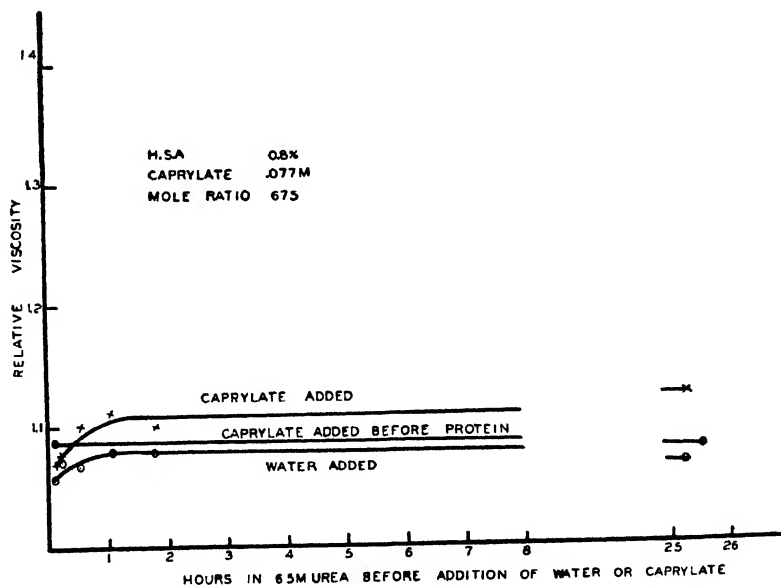 1.4
H.S.A 0.8%
CAPRYLATE .077M
MOLE RATIO 675
1.3
RELATIVE VISCOSITY
1.2
CAPRYLATE ADDED
1.1
CAPRYLATE ADDED BEFORE PROTEIN
WATER ADDED
1.0
1 2 3 4 5 6 7 8 25 26
HOURS IN 6.5M UREA BEFORE ADDITION OF WATER OR CAPRYLATE